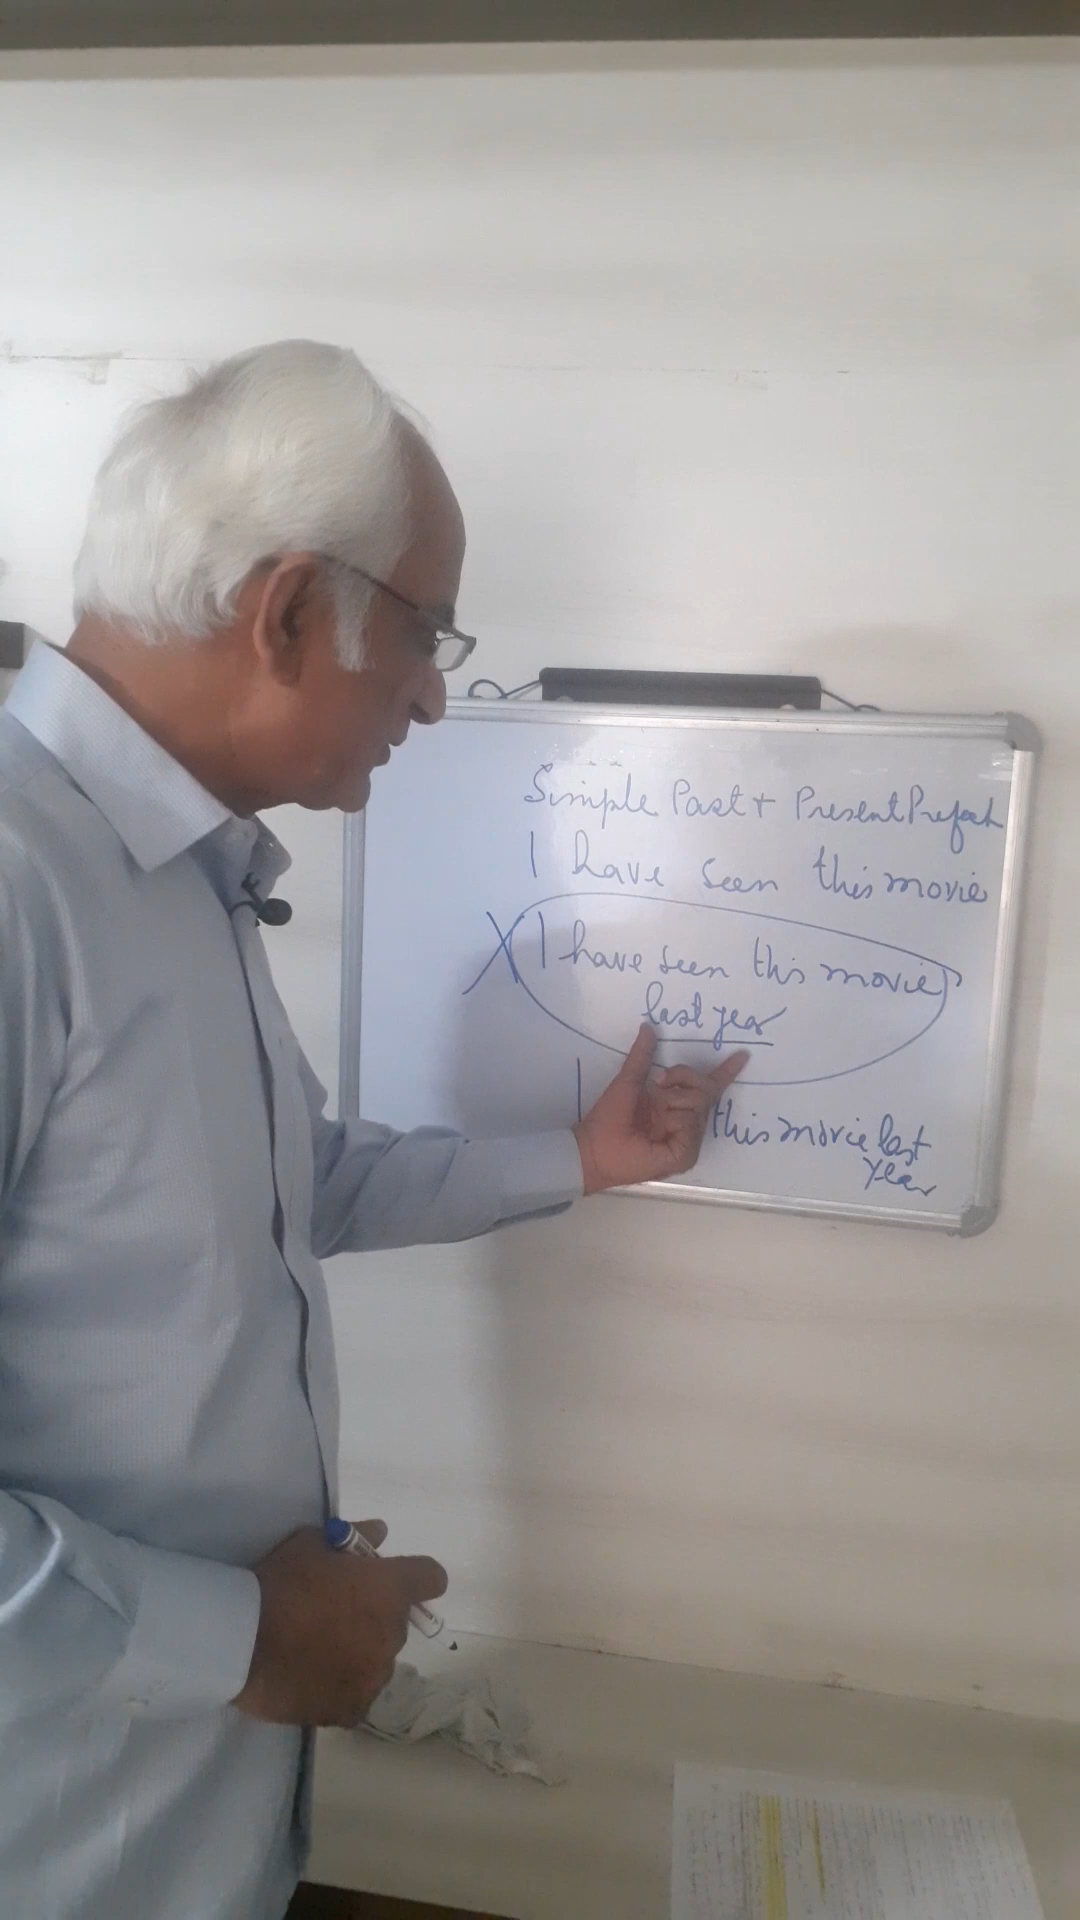 Simple Past + Present Prefect
I have seen this movie
X I have seen this movie
last year
I this movie last
year